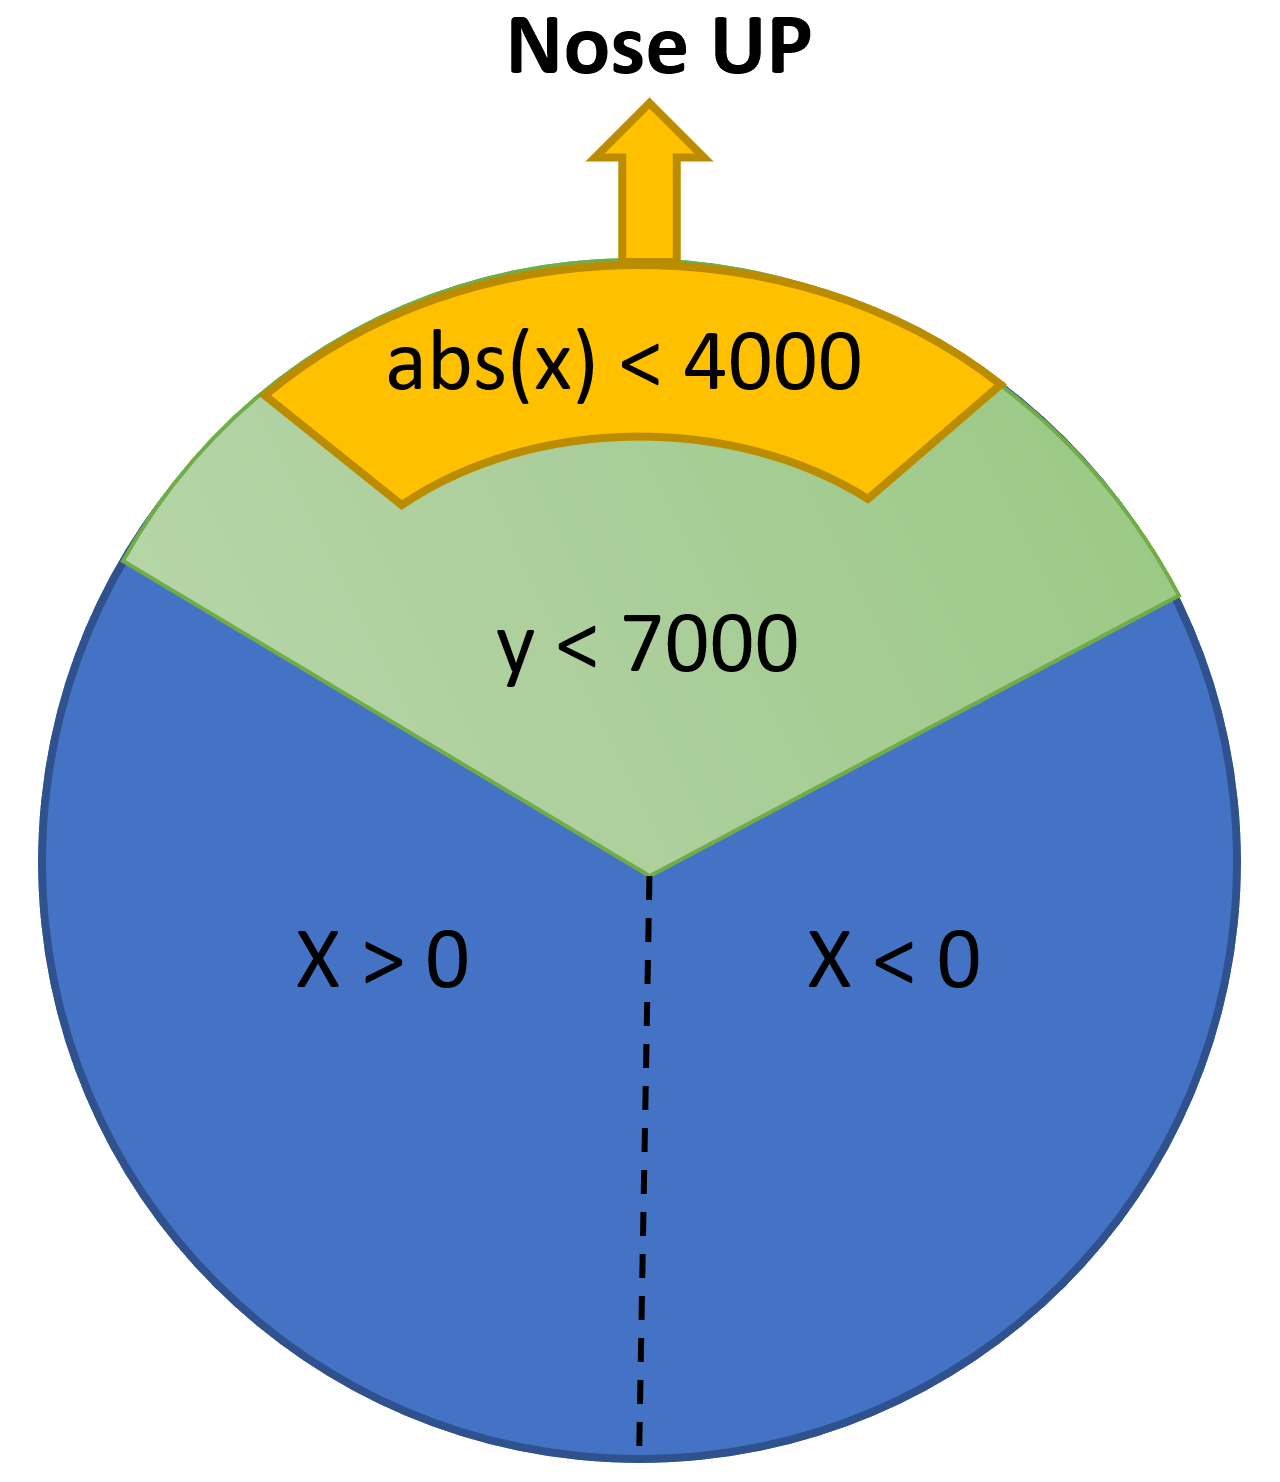 Nose UP
abs(x) < 4000
y < 7000
X > 0
X < 0